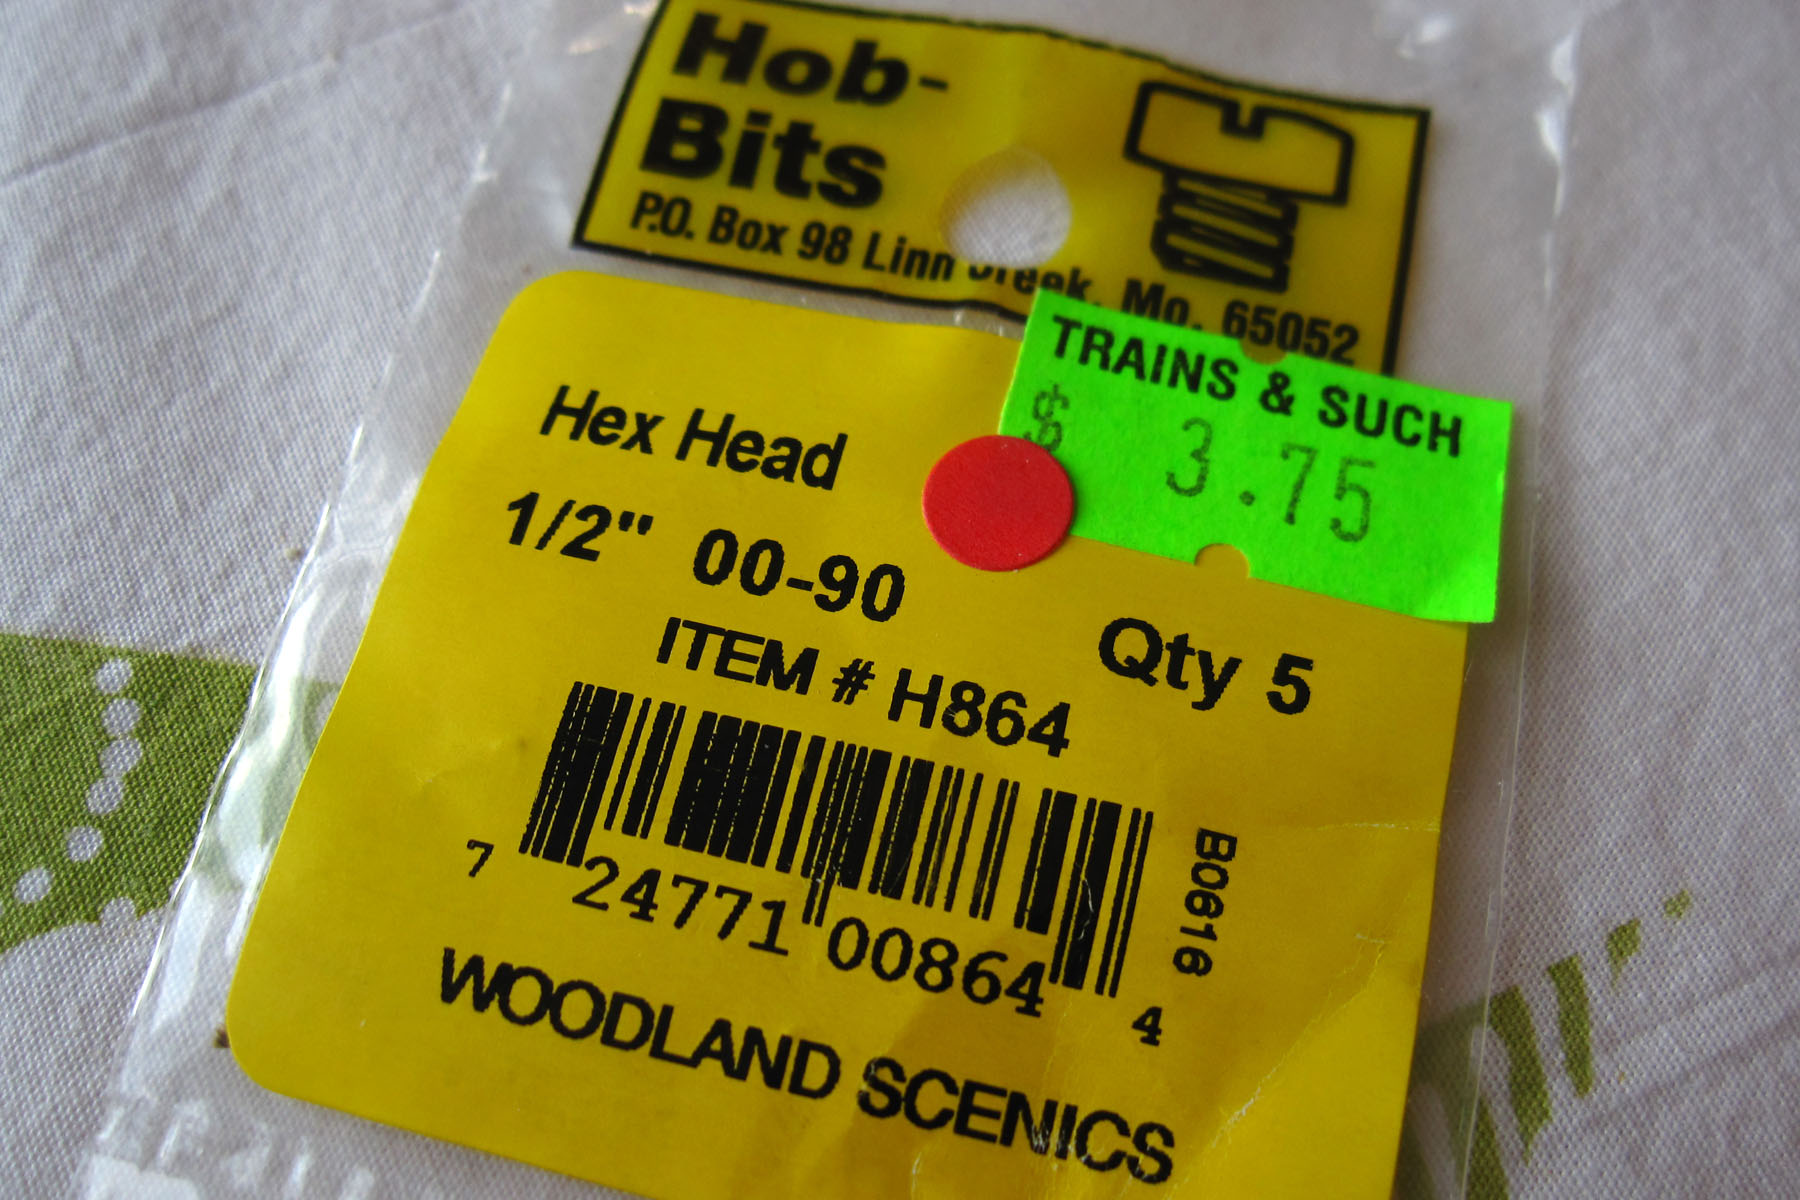 Hob-
Bits
P.O. Box 98 Linn Creek, Mo. 65052
TRAINS & SUCH
$ 3.75
Hex Head
1/2" 00-90
Qty 5
ITEM # H864
7 24771 00864 4
B0616
WOODLAND SCENICS